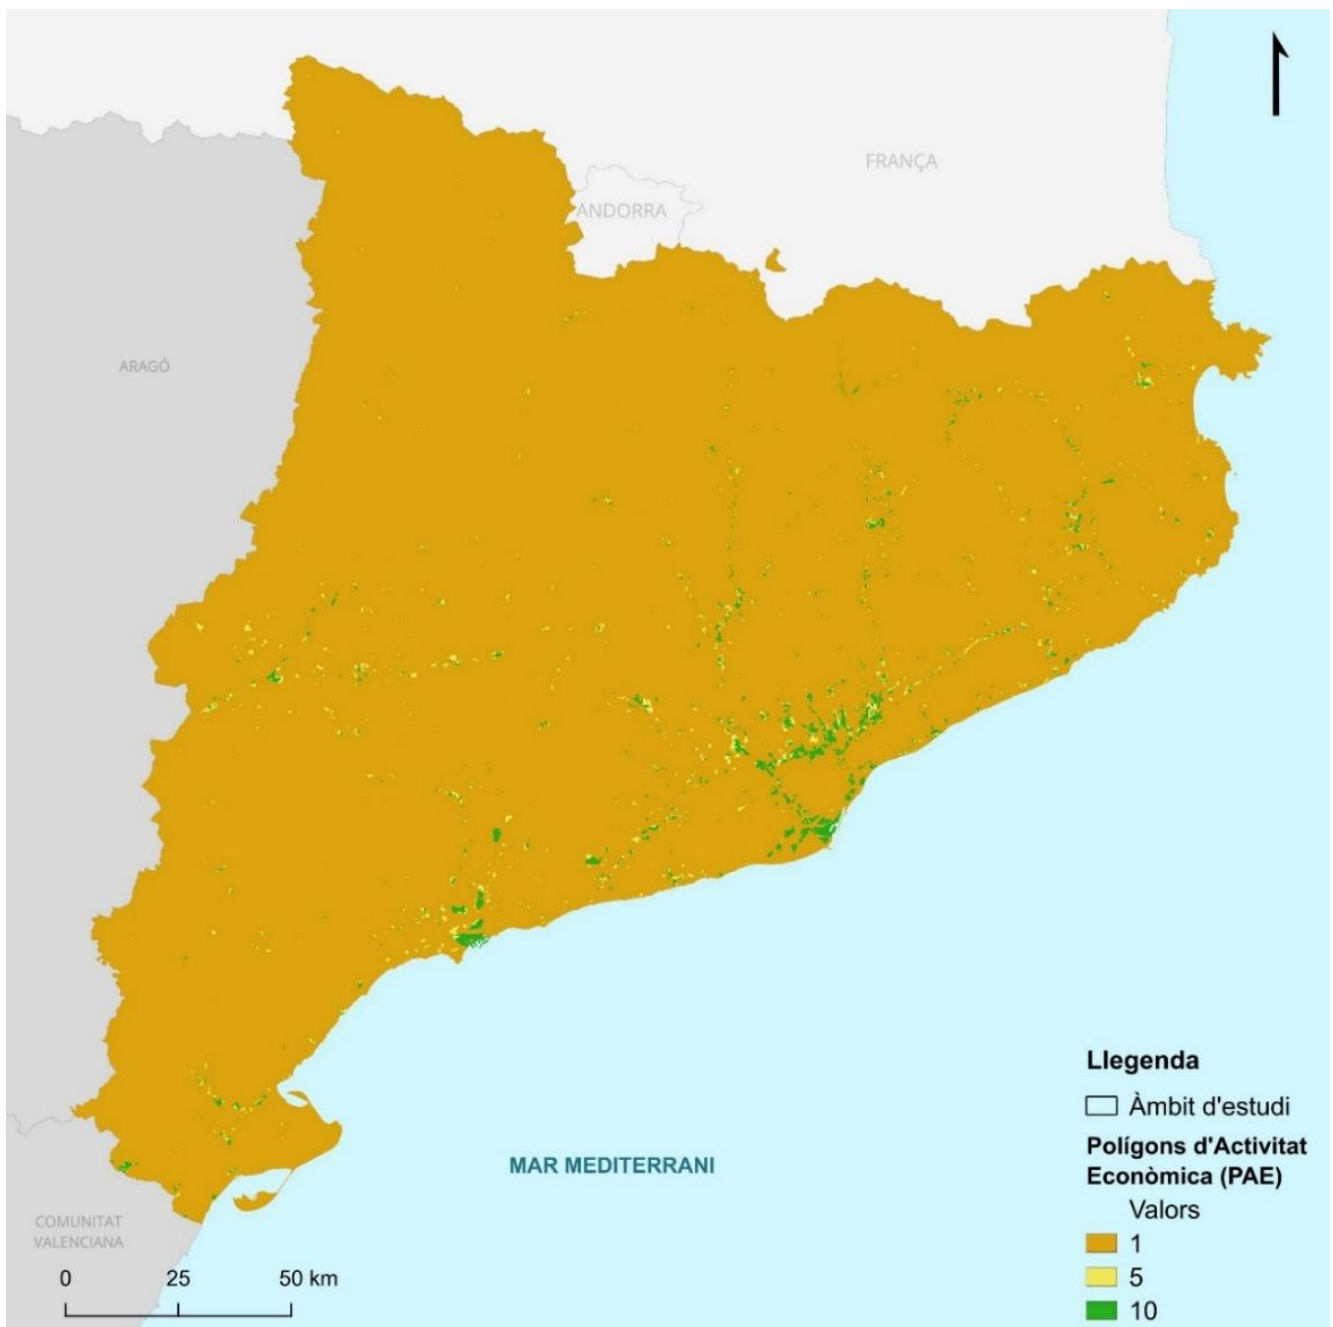 FRANÇA
ANDORRA
ARAGÓ
MAR MEDITERRANI
COMUNITAT
VALENCIANA
0 25 50 km
Llegenda
Àmbit d'estudi
Polígons d'Activitat
Econòmica (PAE)
Valors
1
5
10